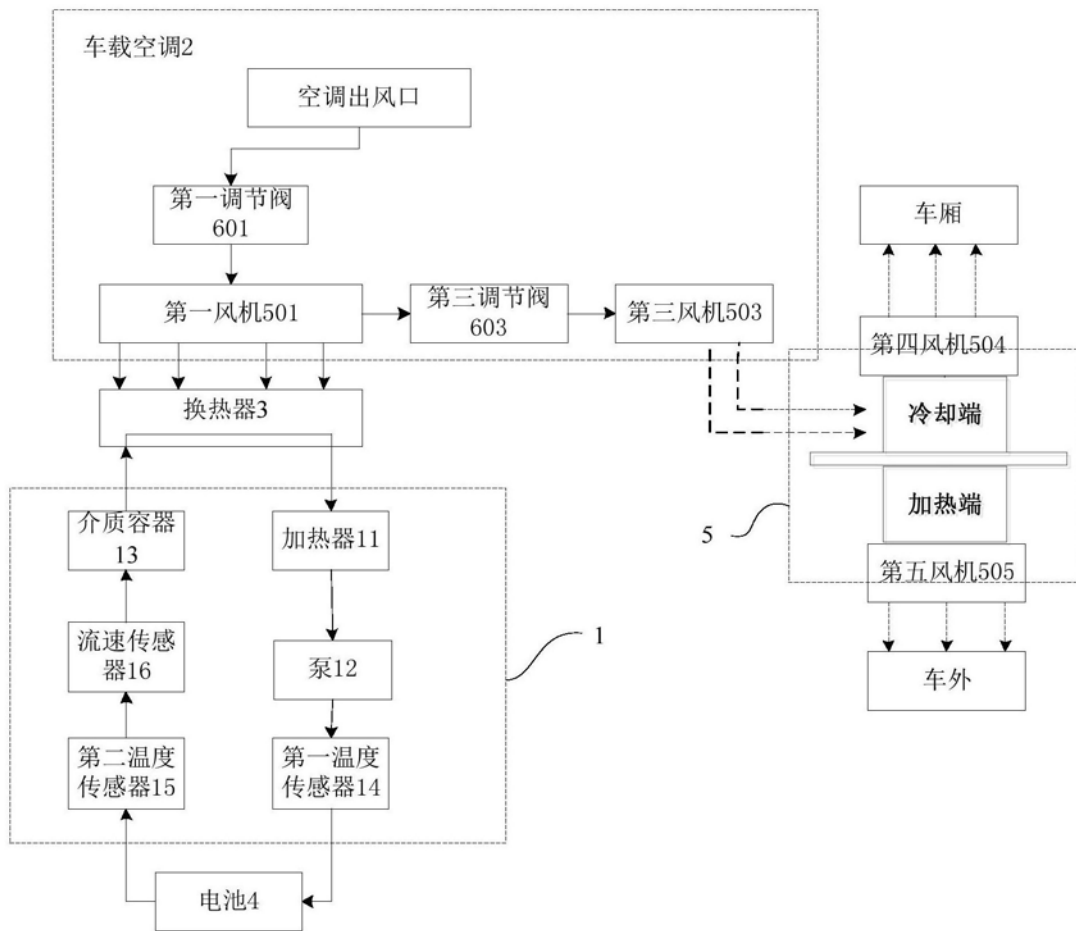 车载空调2
空调出风口
第一调节阀
601
车厢
第一风机501
第三调节阀
603
第三风机503
第四风机504
换热器3
冷却端
介质容器
13
加热器11
5
加热端
第五风机505
流速传感
器16
泵12
1
车外
第二温度
传感器15
第一温度
传感器14
电池4